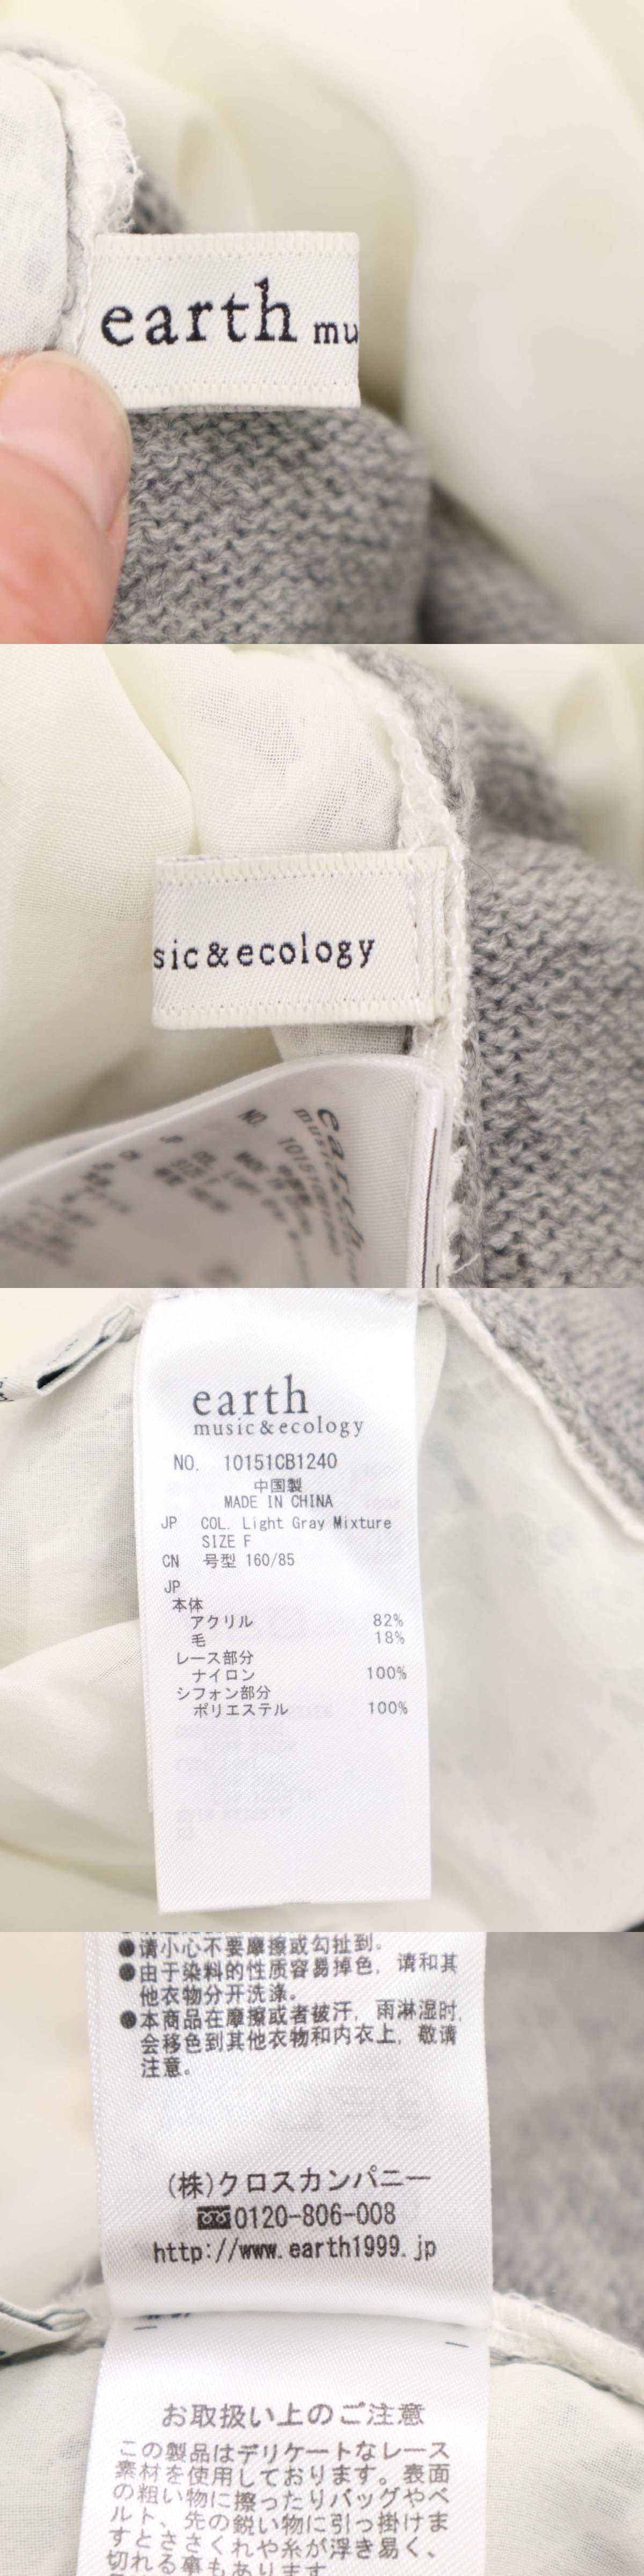 earth mu
sic&ecology
earth
music&ecology
NO. 10151CB1240
中国製
MADE IN CHINA
JP COL. Light Gray Mixture
SIZE F
CN 号型 160/85
JP
本体
アクリル 82%
毛 18%
レース部分
ナイロン 100%
シフォン部分
ポリエステル 100%
●请小心不要摩擦或勾扯到.
●由于染料的性质容易掉色, 请和其
他衣物分开洗涤。
●本商品在摩擦或者被汗, 雨淋湿时,
会移色到其他衣物和内衣上, 敬请
注意。
(株)クロスカンパニー
0120-806-008
http://www.earth1999.jp
お取扱い上のご注意
この製品はデリケートなレース
素材を使用しております。表面
の粗い物に擦ったりバッグやベ
ルト、先の鋭い物に引っ掛けま
すとささくれや糸が浮き易く、
切れる事もあります